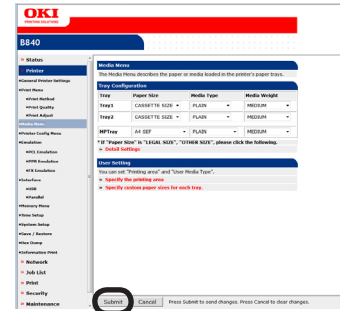 OKI
PRINTING SOLUTIONS
B840
Status
Printer
General Printer Settings
Print Menu
Print Method
Print Quality
Print Adjust
Media Menu
Printer Config Menu
Emulation
PCL Emulation
PPR Emulation
FX Emulation
Interface
USB
Parallel
Memory Menu
Time Setup
System Setup
Save / Restore
Hex Dump
Information Print
Network
Job List
Print
Security
Maintenance
Media Menu
The Media Menu describes the paper or media loaded in the printer's paper trays.
Tray Configuration
Tray Paper Size Media Type Media Weight
Tray1 CASSETTE SIZE PLAIN MEDIUM
Tray2 CASSETTE SIZE PLAIN MEDIUM
MPTray A4 SEF PLAIN MEDIUM
* If "Paper Size" is "LEGAL SIZE", "OTHER SIZE", please click the following.
Detail Settings
User Setting
You can set "Printing area" and "User Media Type".
Specify the printing area
Specify custom paper sizes for each tray.
Submit Cancel Press Submit to send changes. Press Cancel to clear changes.